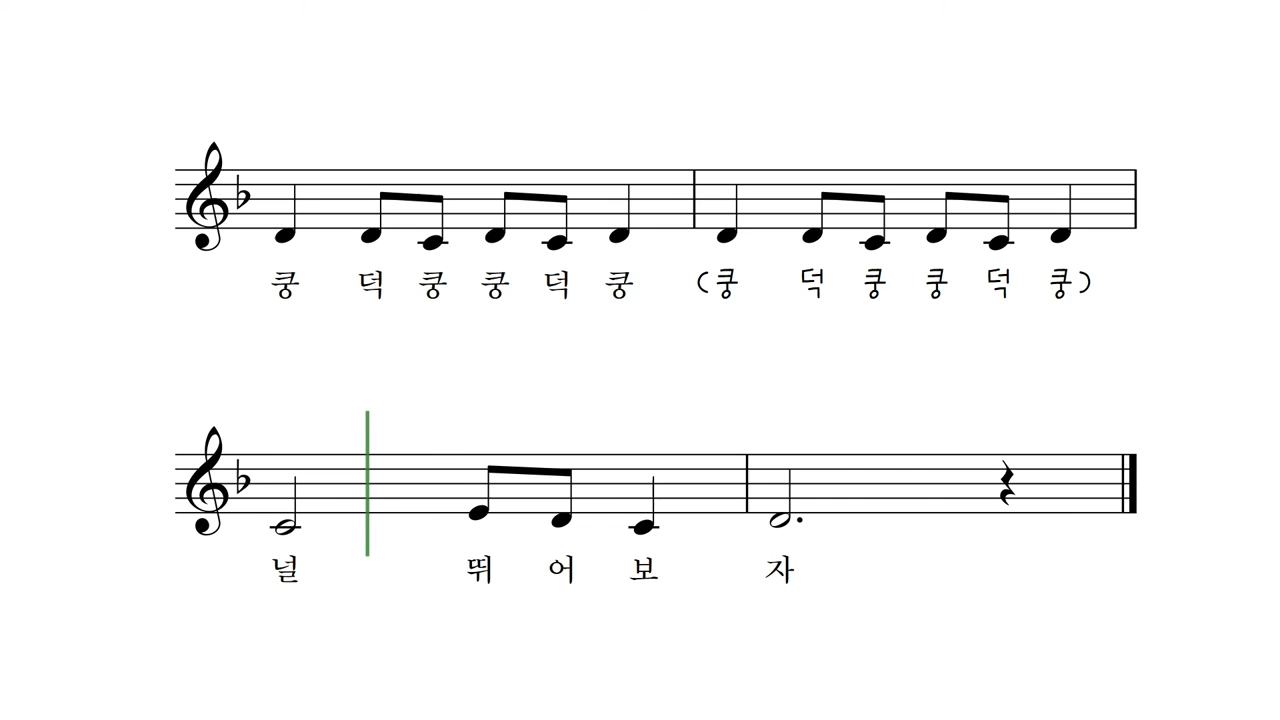 쿵 덕 쿵 쿵 덕 쿵 (쿵 덕 쿵 쿵 덕 쿵)
널 뛰 어 보 자